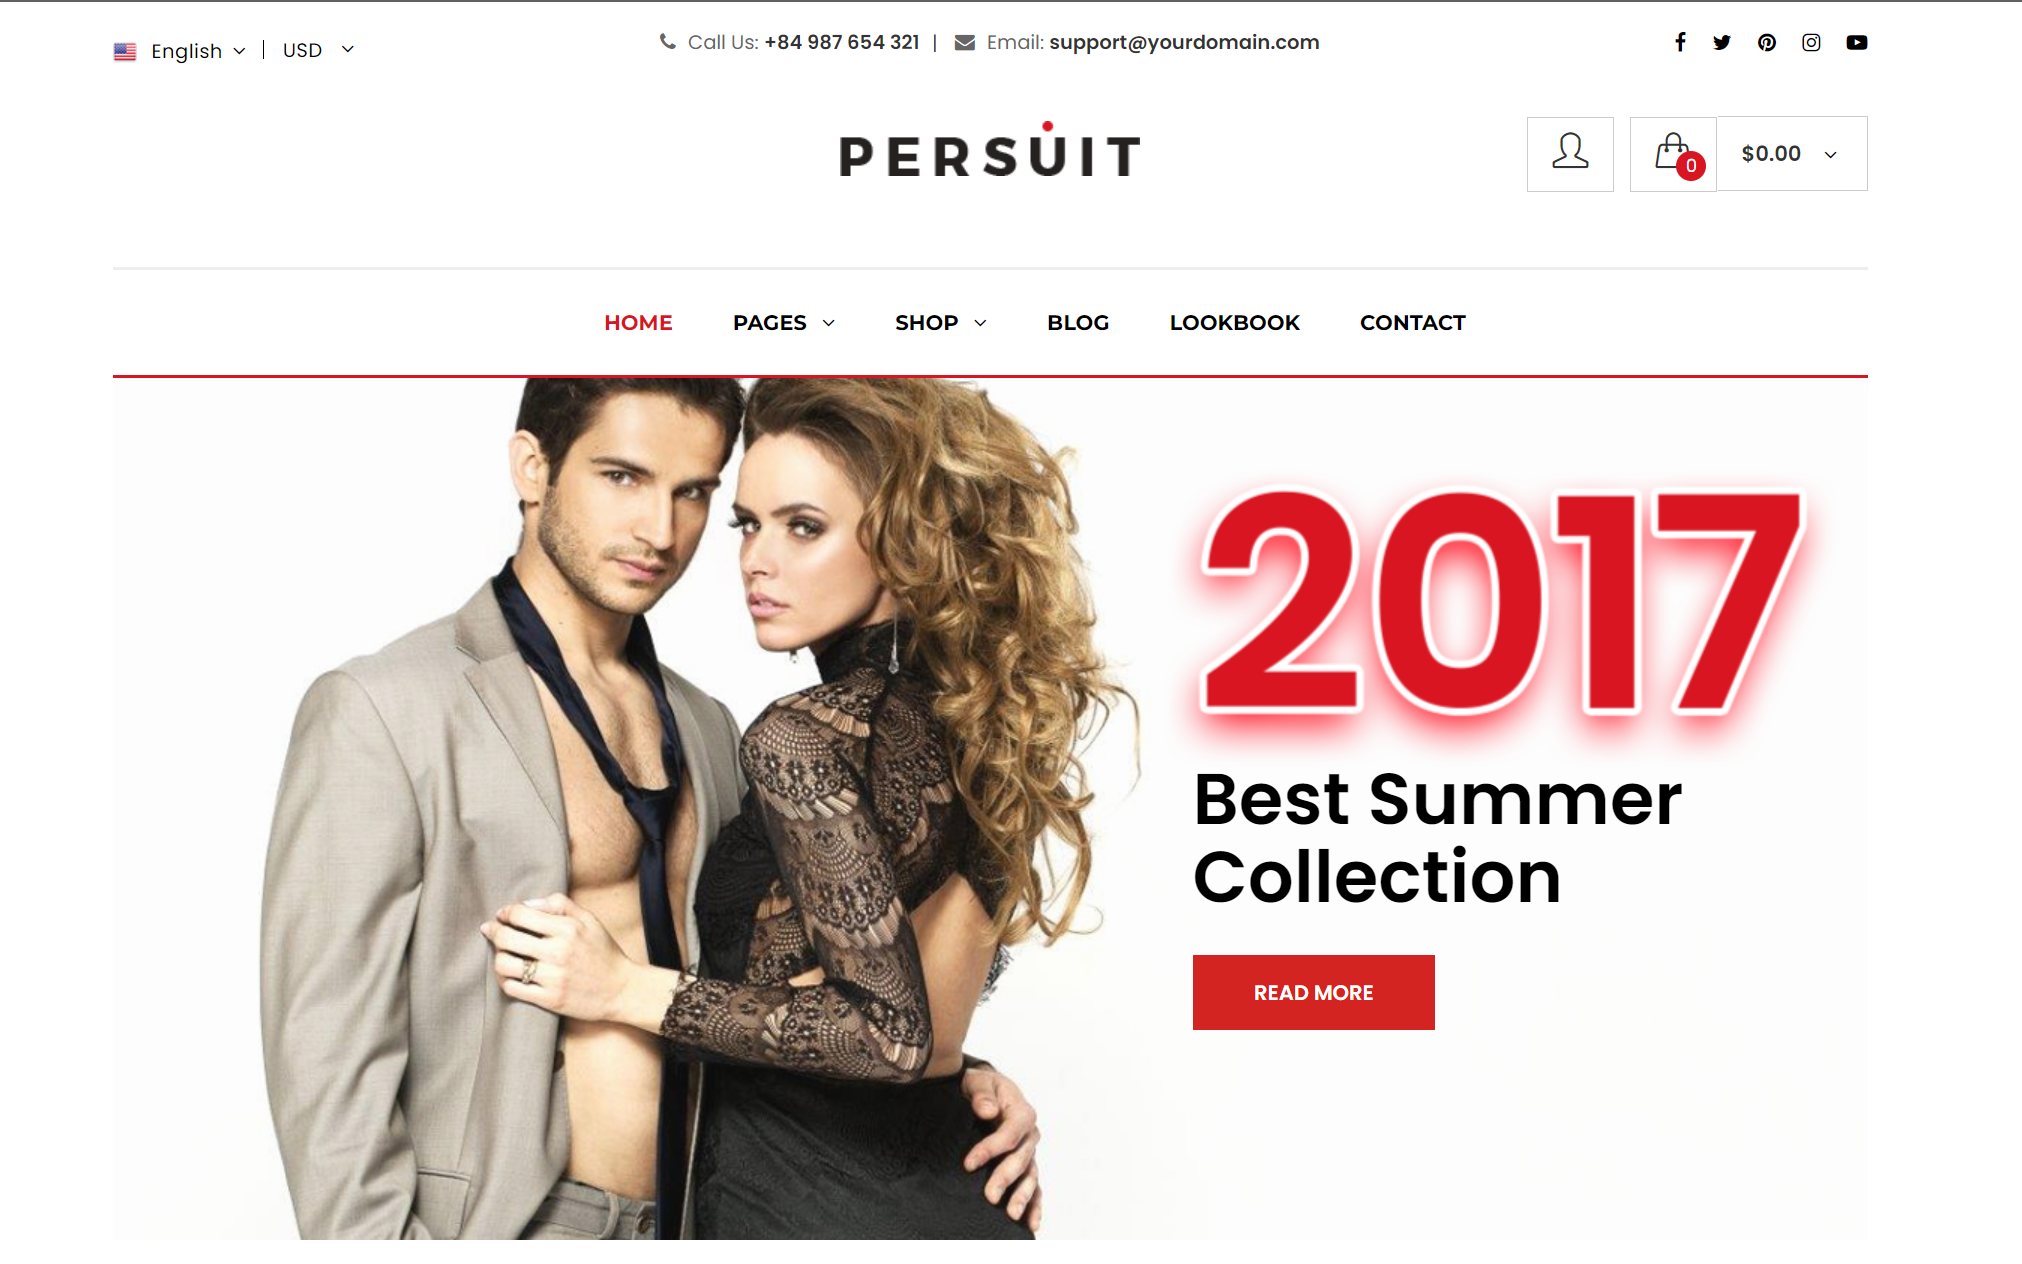 English
USD
Call Us: +84 987 654 321 | Email: support@yourdomain.com
PERSUIT
0
$0.00
HOME PAGES SHOP BLOG LOOKBOOK CONTACT
2017
Best Summer
Collection
READ MORE